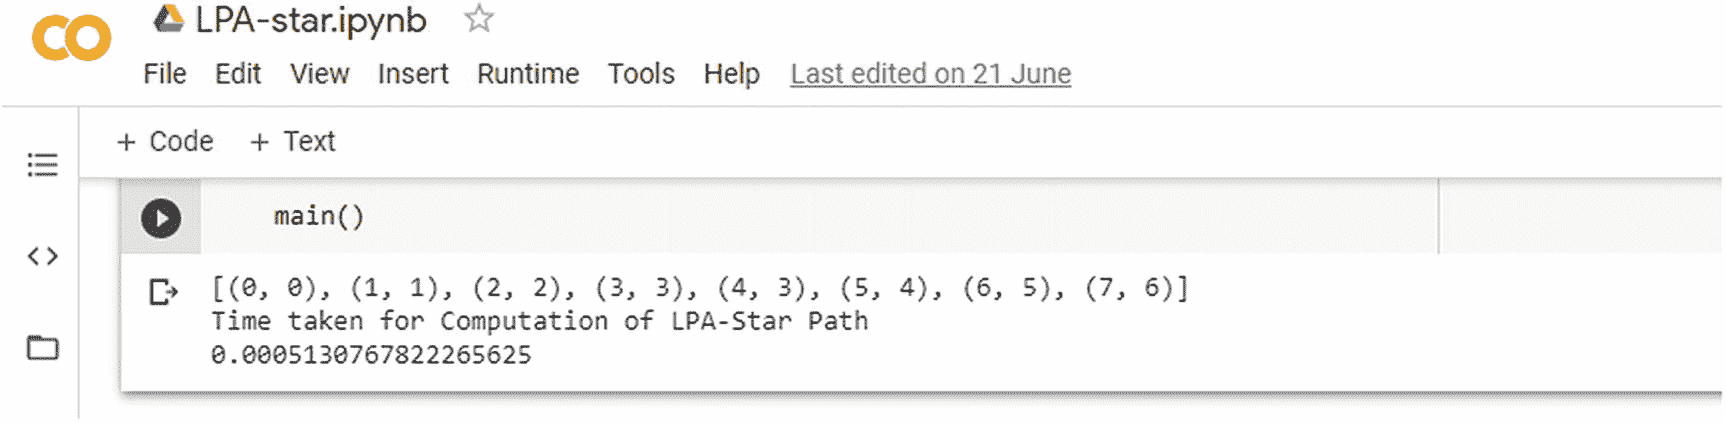 LPA-star.ipynb
File Edit View Insert Runtime Tools Help Last edited on 21 June
+ Code + Text
main()
[(0, 0), (1, 1), (2, 2), (3, 3), (4, 3), (5, 4), (6, 5), (7, 6)]
Time taken for Computation of LPA-Star Path
0.0005130767822265625